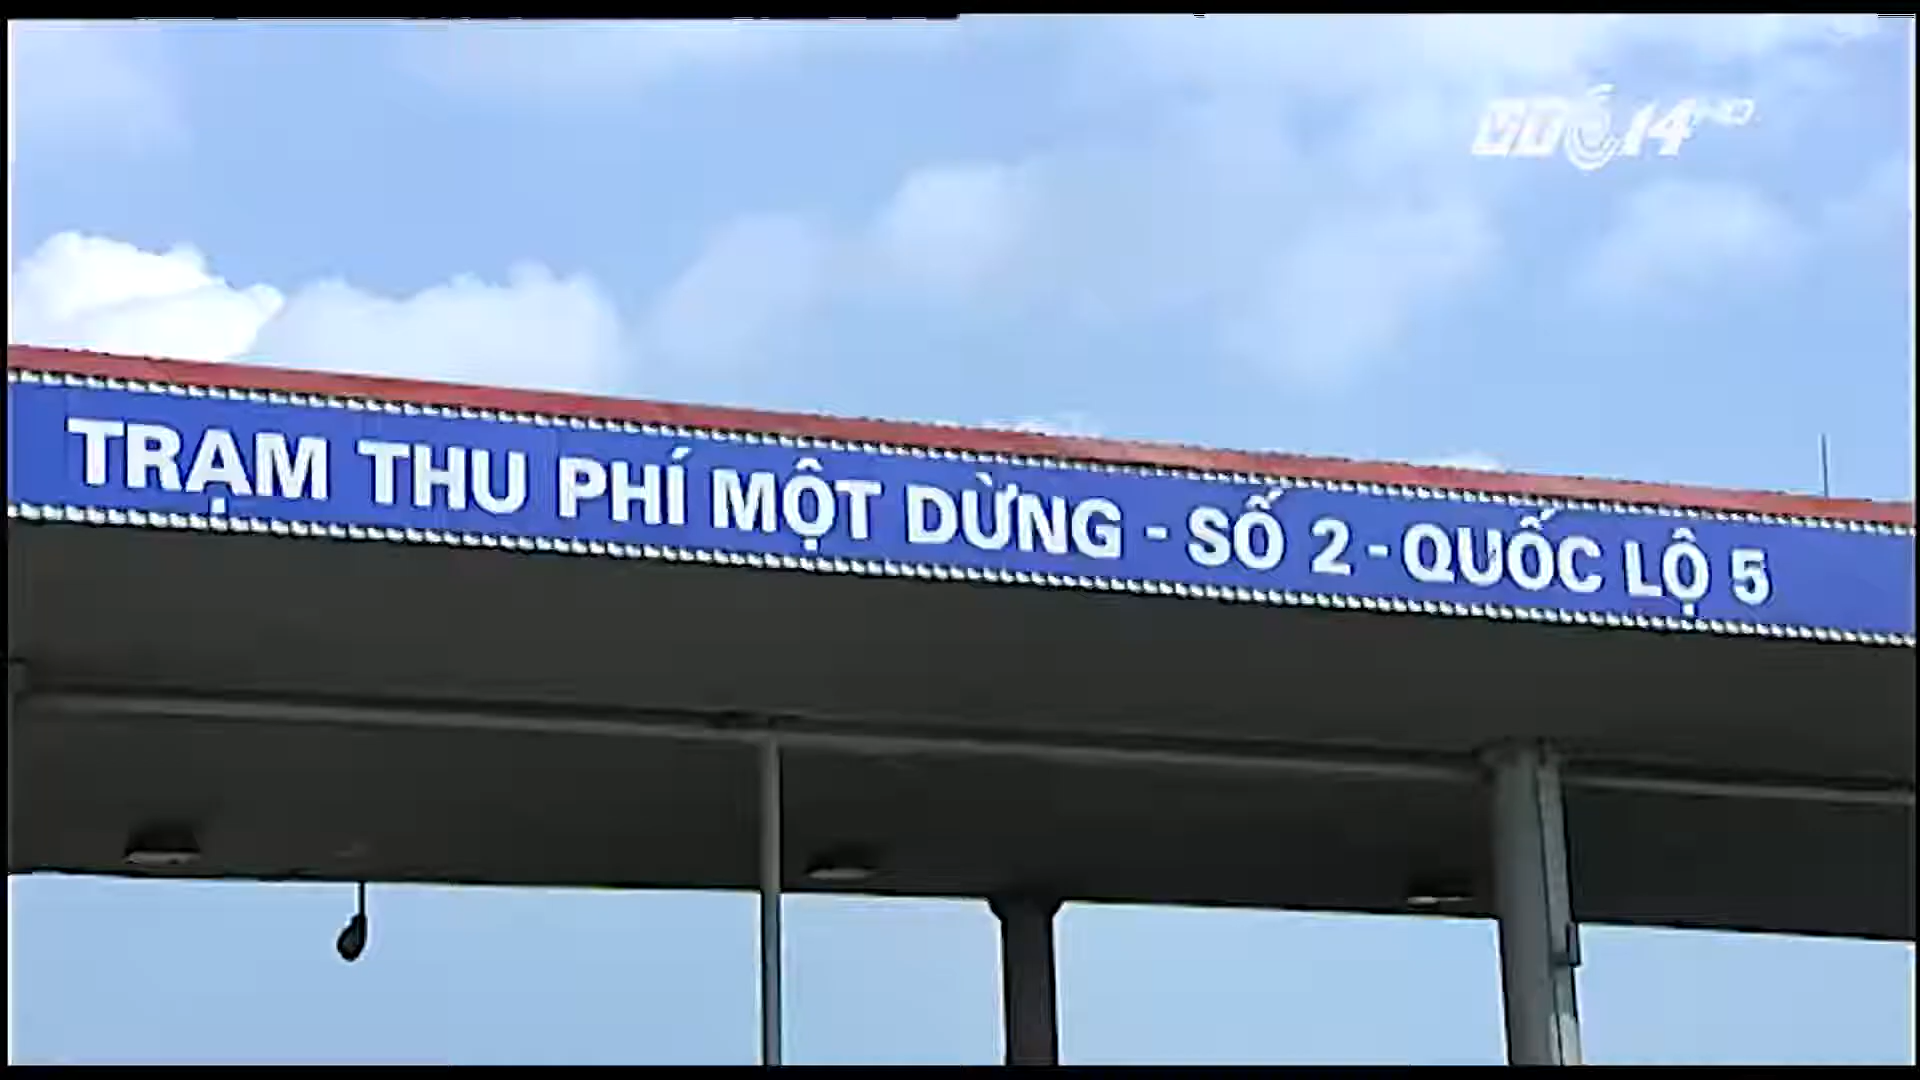 VTC14 HD
TRẠM THU PHÍ MỘT DỪNG - SỐ 2 - QUỐC LỘ 5